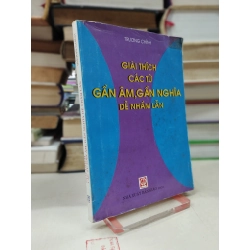 TRƯƠNG CHÍNH
GIẢI THÍCH
CÁC TỪ
GẦN ÂM, GẦN NGHĨA
DỄ NHẦM LẪN